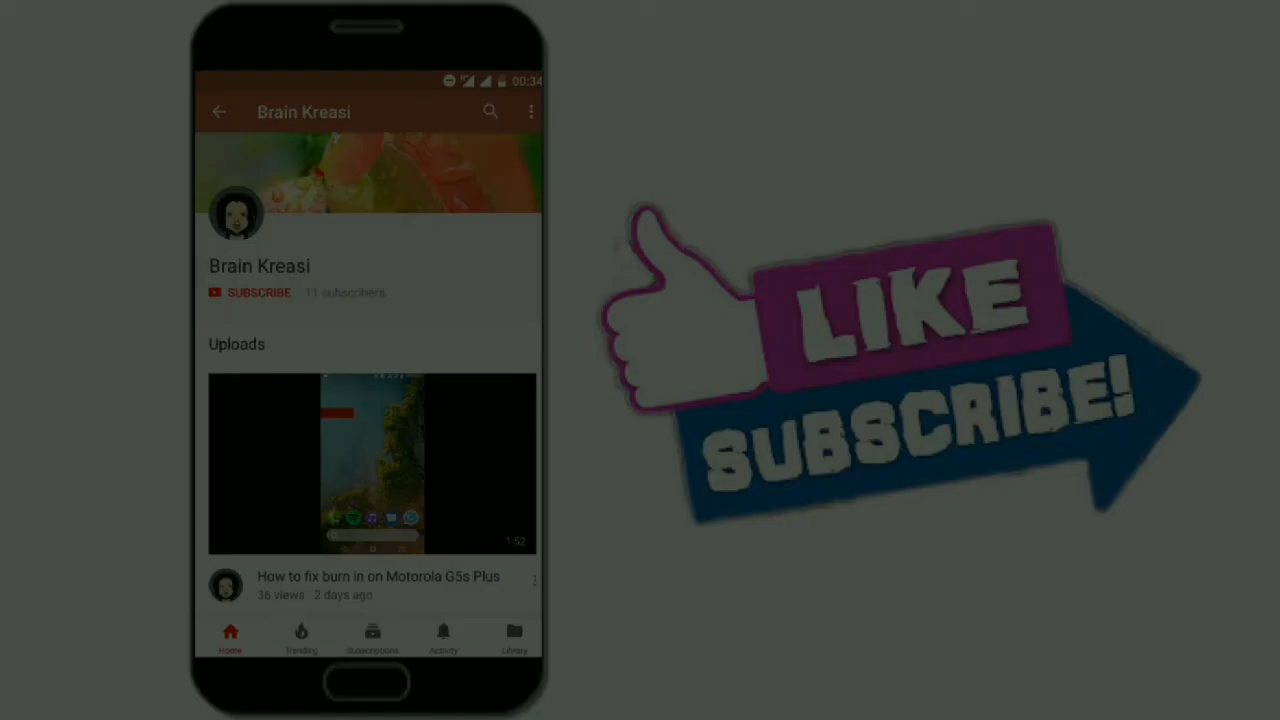 00:34
Brain Kreasi
Brain Kreasi
SUBSCRIBE 11 subscribers
Uploads
1:52
How to fix burn in on Motorola G5s Plus
36 views 2 days ago
Home Trending Subscriptions Activity Library
LIKE
SUBSCRIBE!